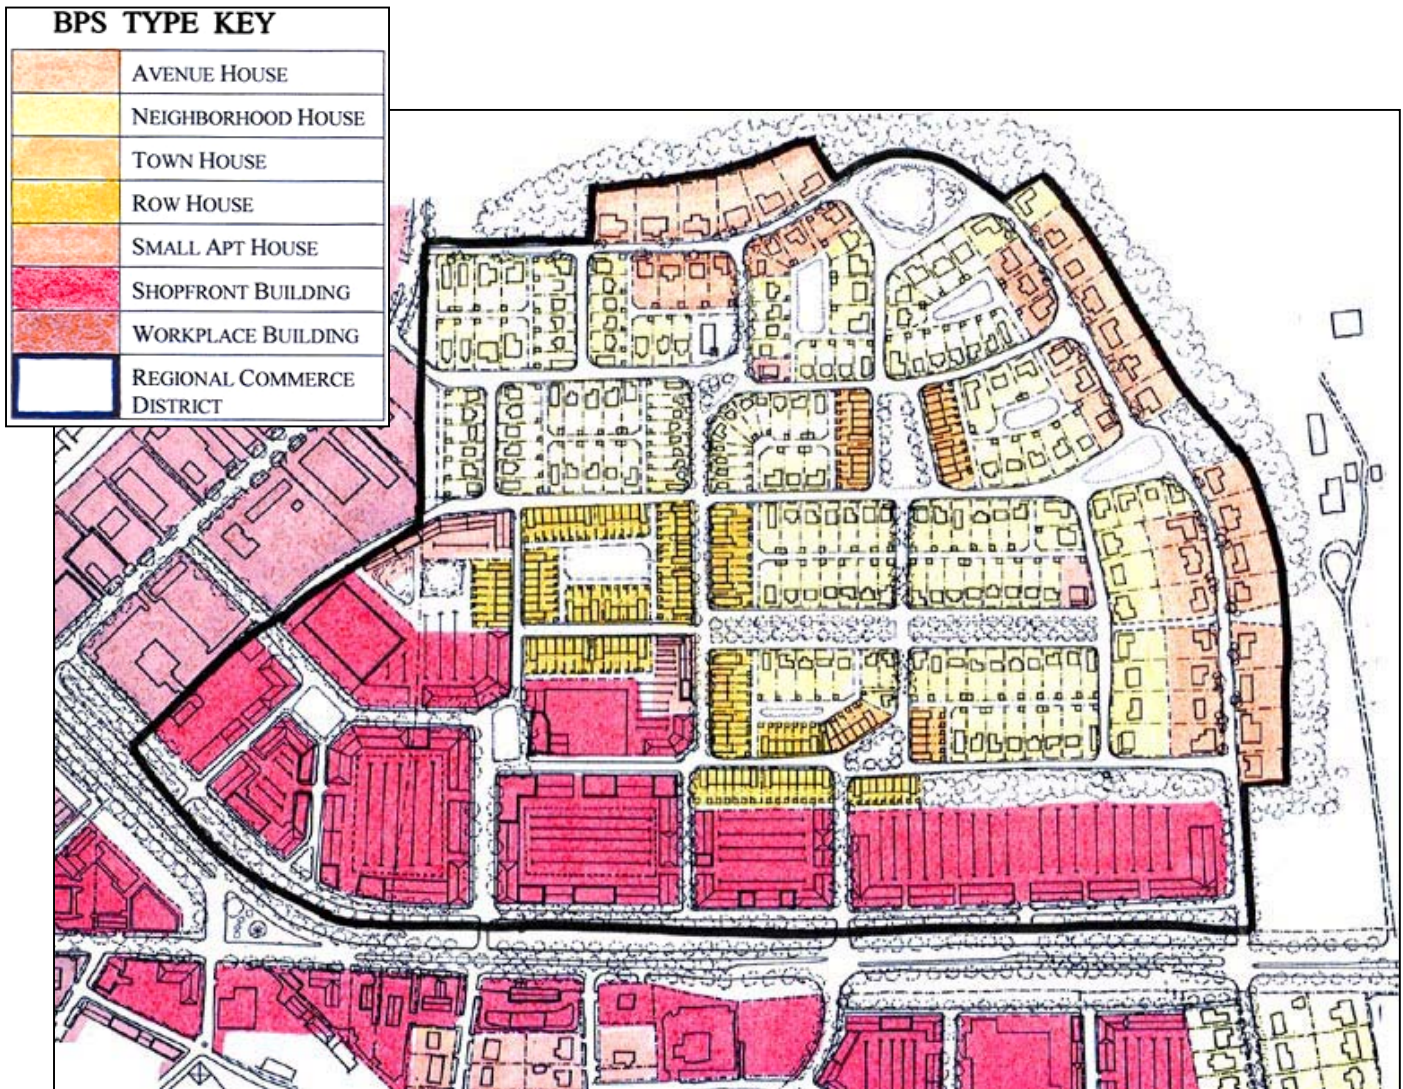 BPS TYPE KEY
AVENUE HOUSE
NEIGHBORHOOD HOUSE
TOWN HOUSE
ROW HOUSE
SMALL APT HOUSE
SHOPFRONT BUILDING
WORKPLACE BUILDING
REGIONAL COMMERCE
DISTRICT